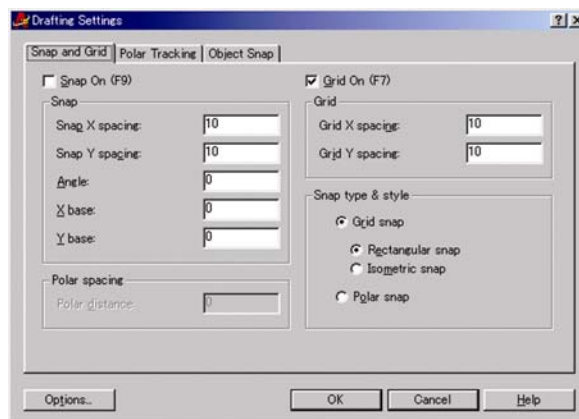 Drafting Settings
Snap and Grid Polar Tracking Object Snap
Snap On (F9)
Snap
Snap X spacing: 10
Snap Y spacing: 10
Angle: 0
X base: 0
Y base: 0
Polar spacing
Polar distance: 0
Grid On (F7)
Grid
Grid X spacing: 10
Grid Y spacing: 10
Snap type & style
Grid snap
Rectangular snap
Isometric snap
Polar snap
Options... OK Cancel Help